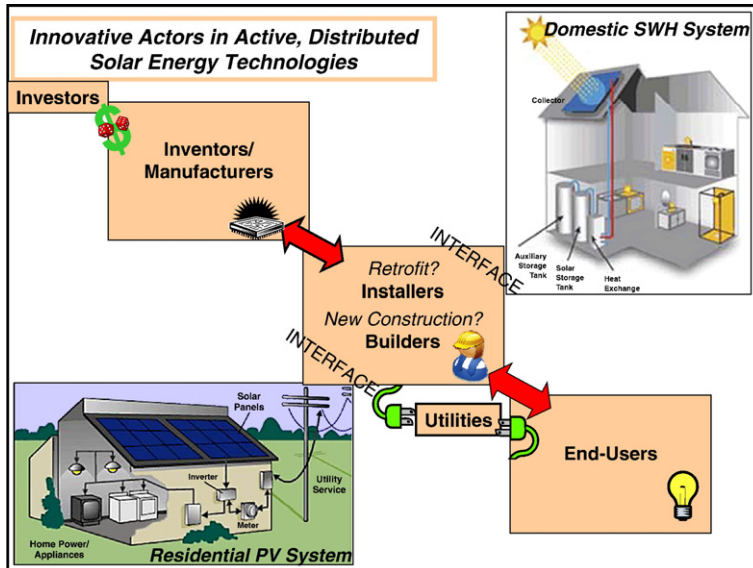 Innovative Actors in Active, Distributed
Solar Energy Technologies
Domestic SWH System
Collector
Auxilliary
Storage
Tank
Solar
Storage
Tank
Heat
Exchange
Investors
$
Inventors/
Manufacturers
INTERFACE
Retrofit?
Installers
New Construction?
Builders
INTERFACE
Utilities
End-Users
Solar
Panels
Inverter
Utility
Service
Meter
Home Power/
Appliances
Residential PV System